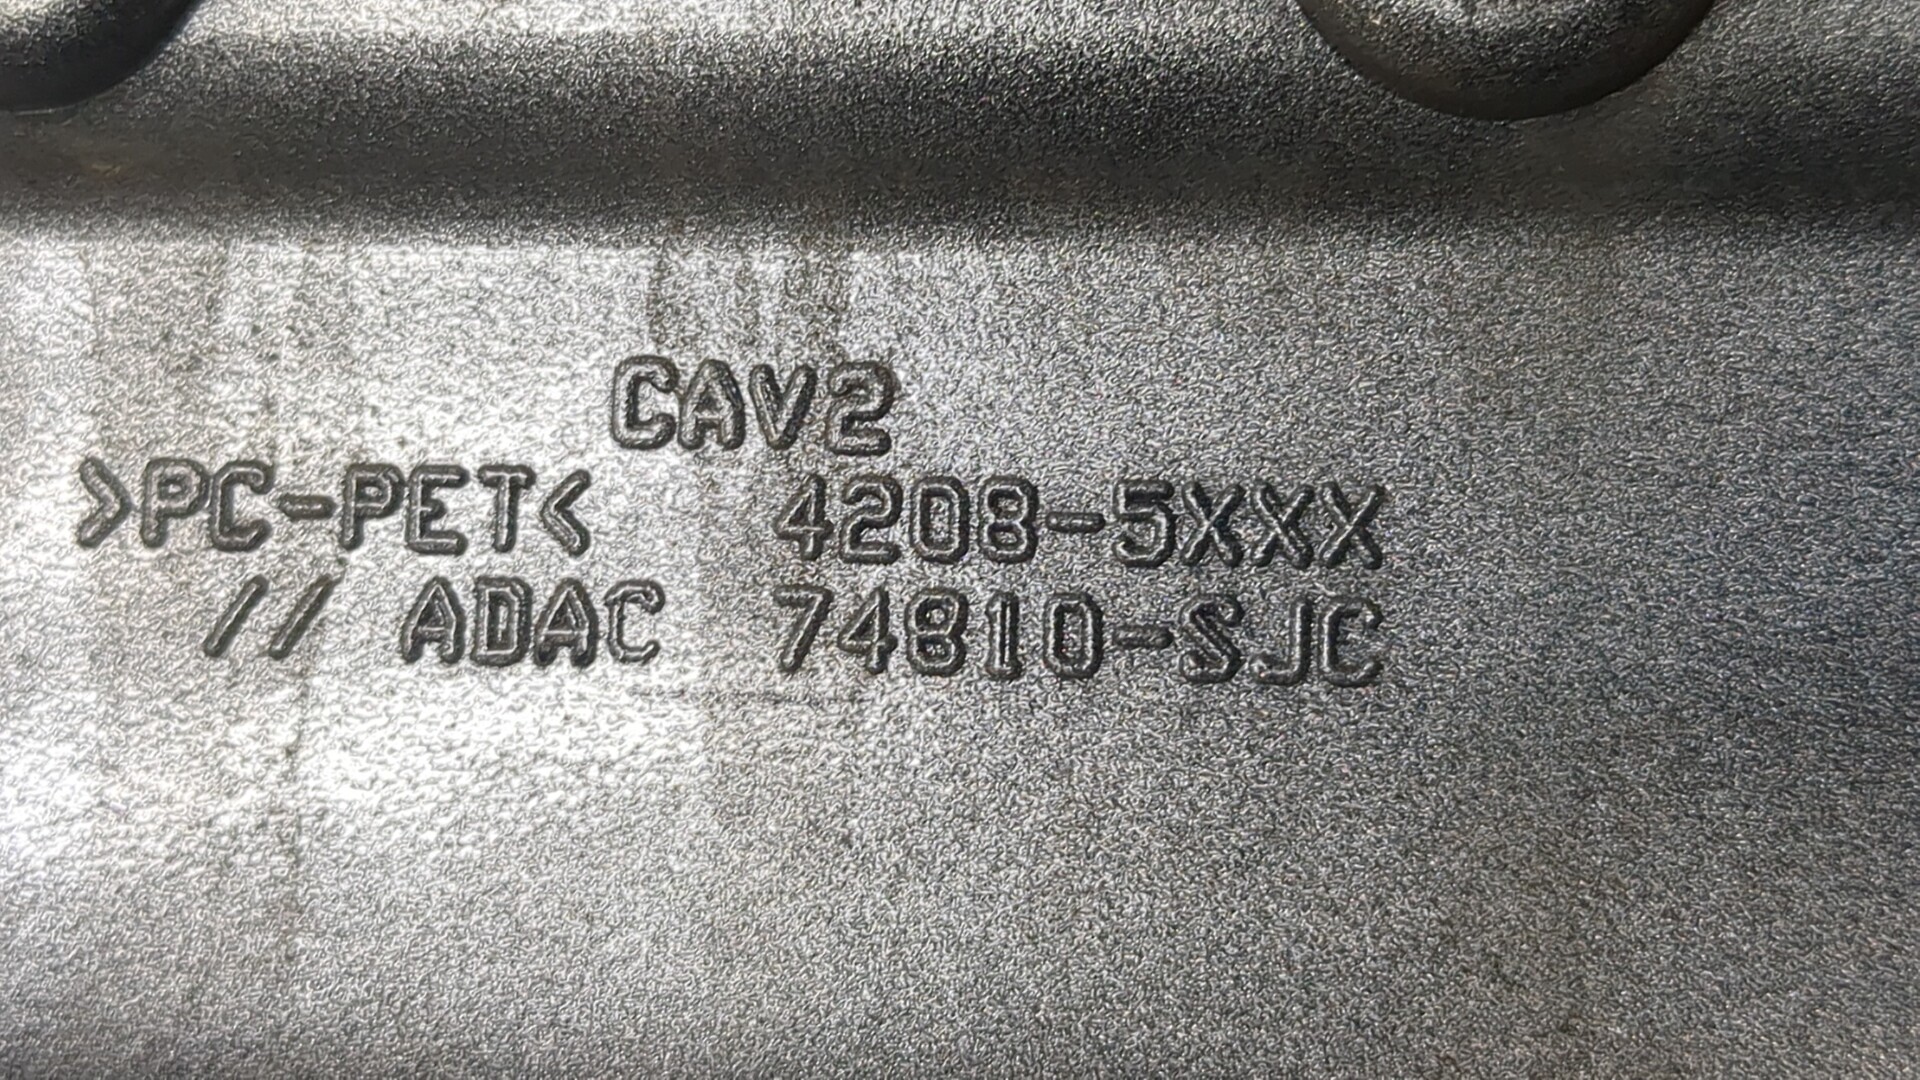 CAV2
>PC-PET< 4208-5XXX
// ADAC 74810-SJC